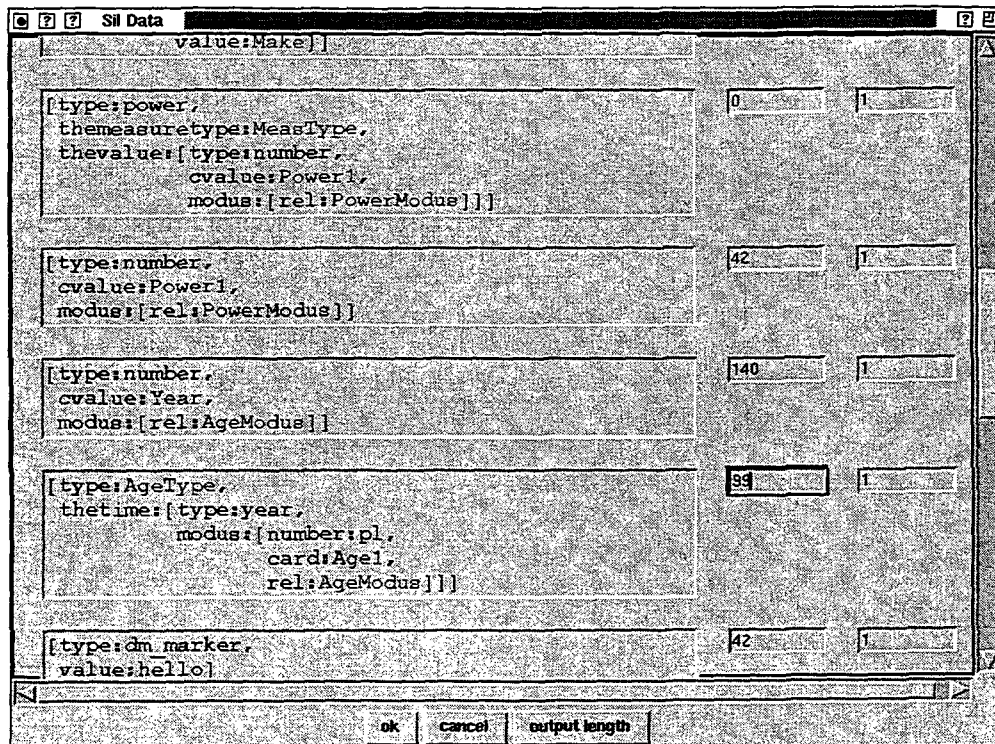 Sil Data
value:Make]]
[type:power, 0 1
themeasuretype:MeasType,
thevalue:[type:number,
cvalue:Power1,
modus:[rel:PowerModus]]]
[type:number, 42 1
cvalue:Power1,
modus:[rel:PowerModus]]
[type:number, 140 1
cvalue:Year,
modus:[rel:AgeModus]]
[type:AgeType, 99 1
thetime:[type:year,
modus:[number:pl,
card:Age1,
rel:AgeModus]]]
[type:dm_marker, 42 1
value:hello]
ok cancel output length